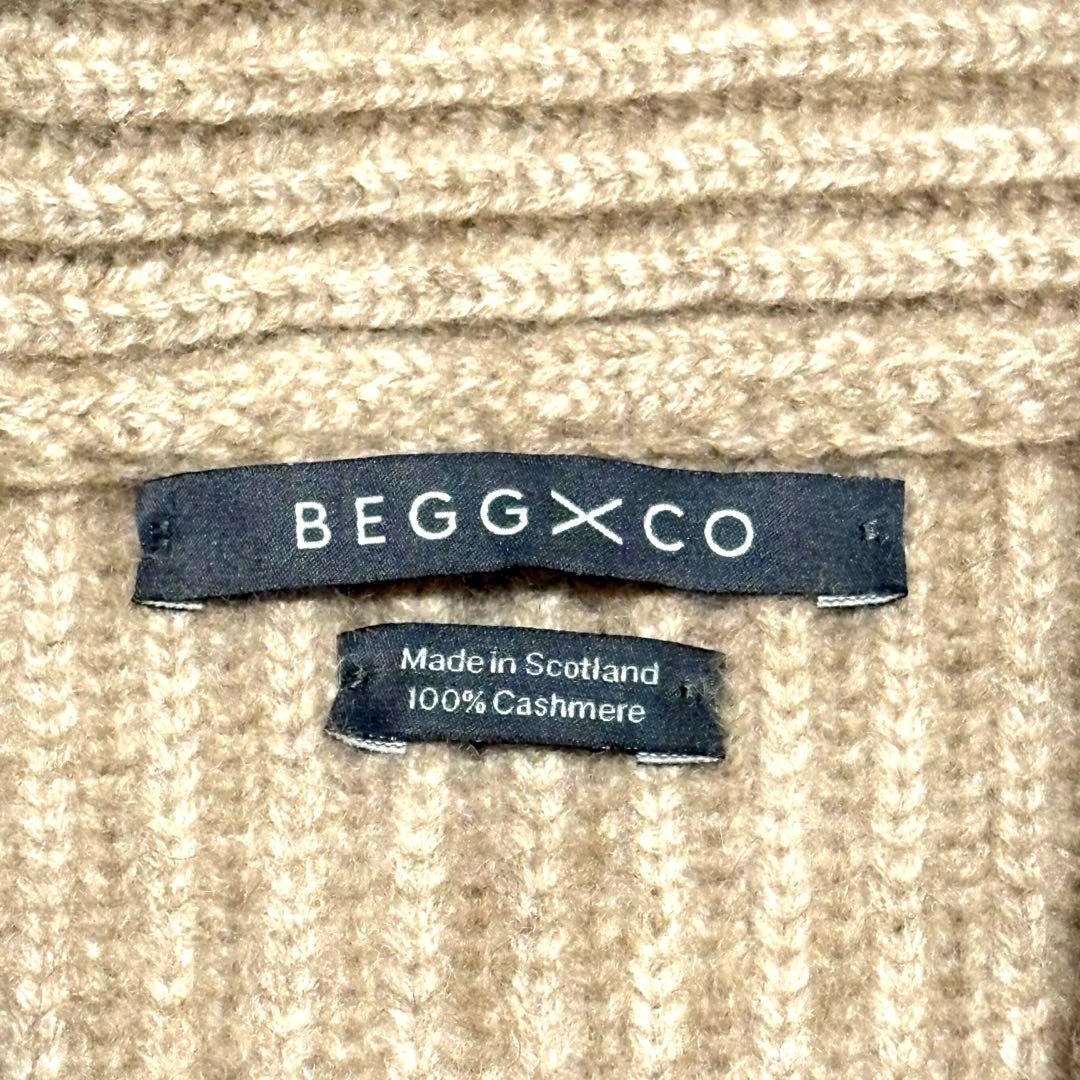 BEGG X CO
Made in Scotland
100% Cashmere